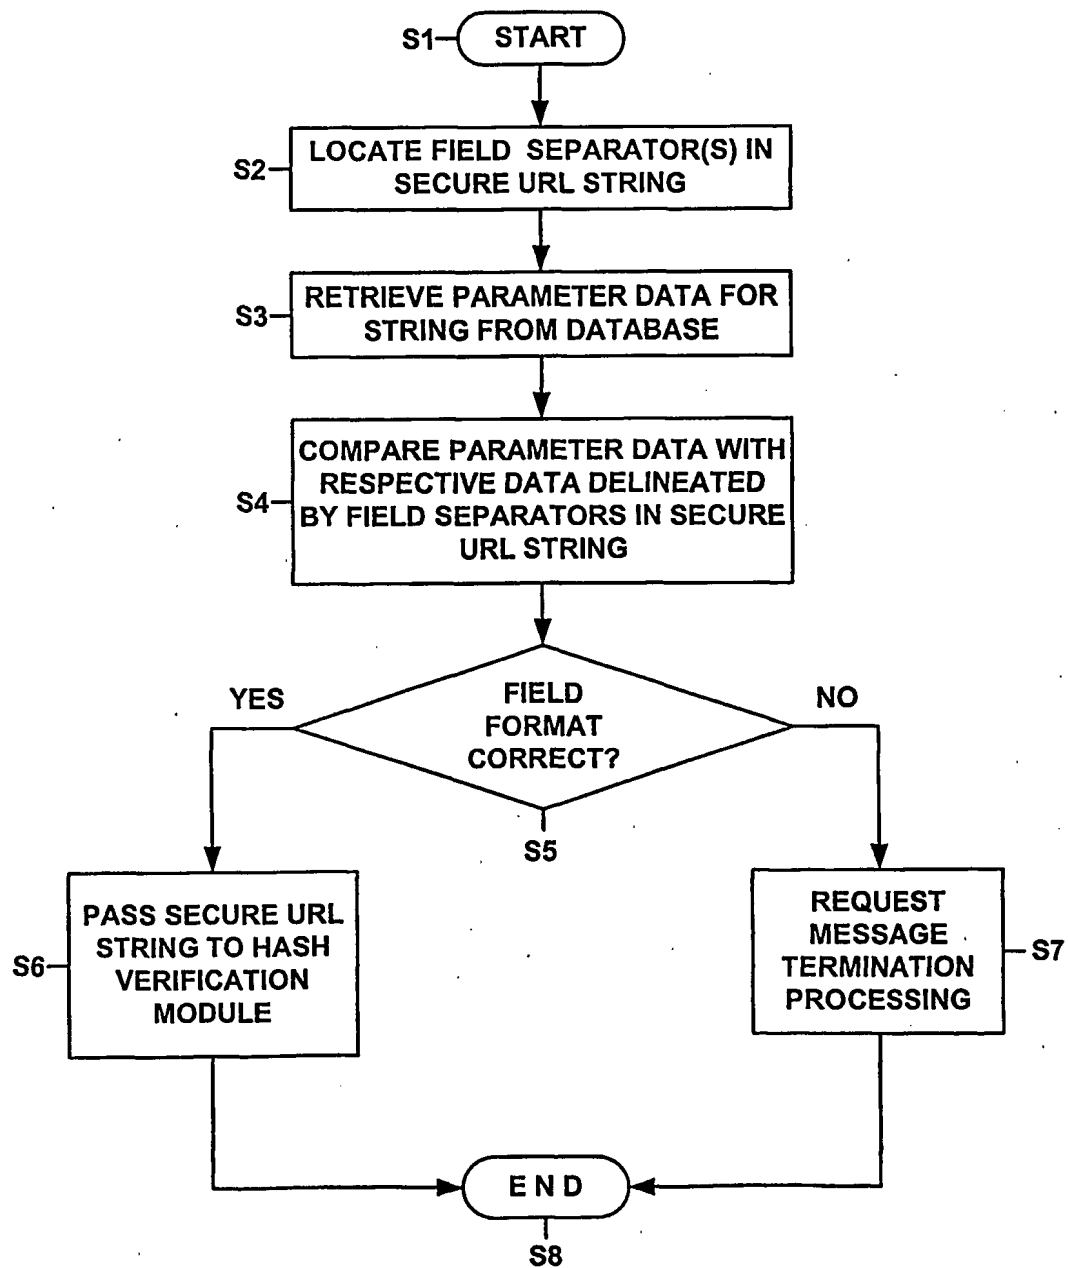 S1
START
LOCATE FIELD SEPARATOR(S) IN
SECURE URL STRING
S2
RETRIEVE PARAMETER DATA FOR
STRING FROM DATABASE
S3
COMPARE PARAMETER DATA WITH
RESPECTIVE DATA DELINEATED
BY FIELD SEPARATORS IN SECURE
URL STRING
S4
YES
FIELD
FORMAT
CORRECT?
NO
S5
PASS SECURE URL
STRING TO HASH
VERIFICATION
MODULE
S6
REQUEST
MESSAGE
TERMINATION
PROCESSING
S7
END
S8